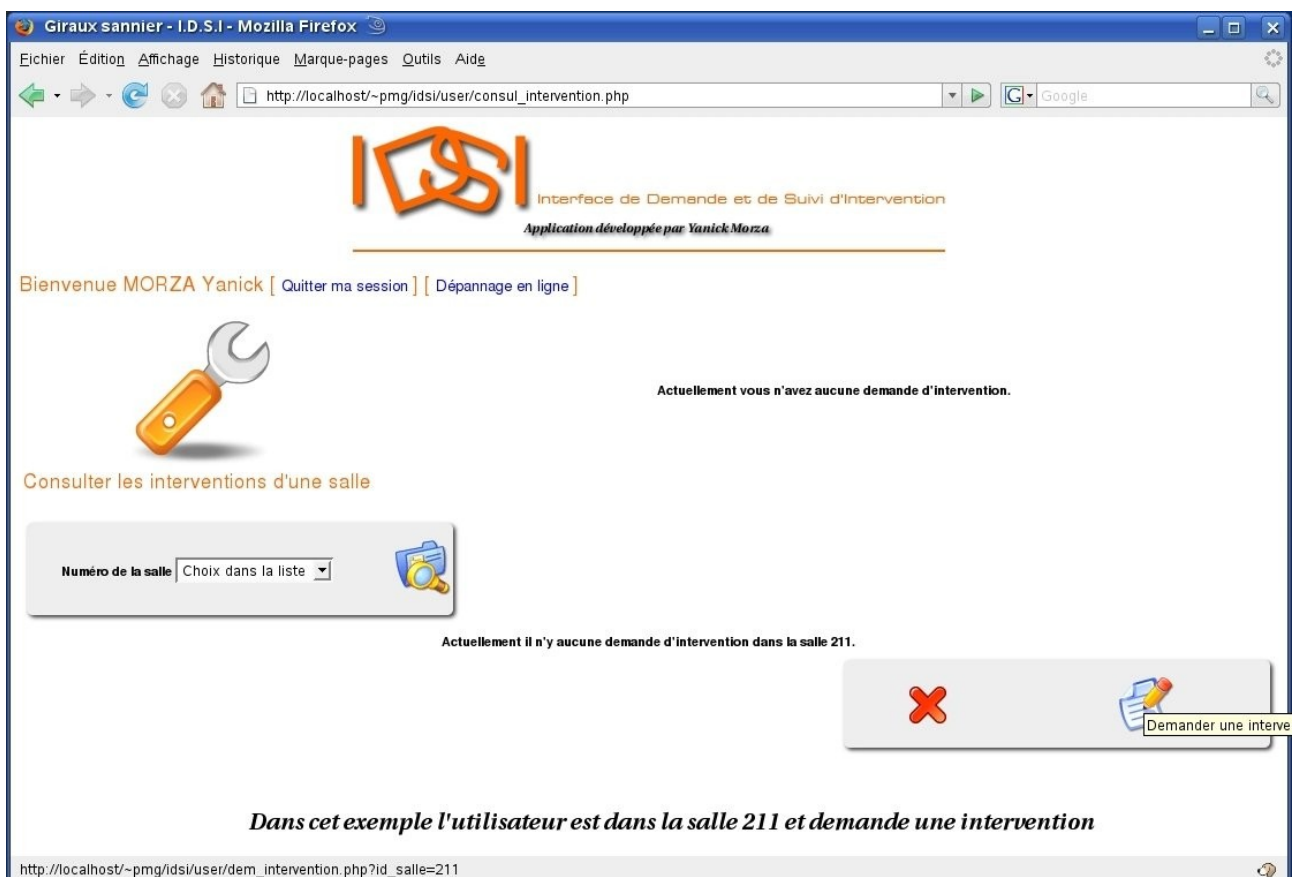 Giraux sannier - I.D.S.I - Mozilla Firefox
Fichier Édition Affichage Historique Marque-pages Outils Aide
http://localhost/~pmg/idsi/user/consul_intervention.php
G Google
IDSI
Interface de Demande et de Suivi d'Intervention
Application développée par Yanick Morza
Bienvenue MORZA Yanick [ Quitter ma session ] [ Dépannage en ligne ]
Actuellement vous n'avez aucune demande d'intervention.
Consulter les interventions d'une salle
Numéro de la salle Choix dans la liste
Actuellement il n'y aucune demande d'intervention dans la salle 211.
Demander une interve
Dans cet exemple l'utilisateur est dans la salle 211 et demande une intervention
http://localhost/~pmg/idsi/user/dem_intervention.php?id_salle=211